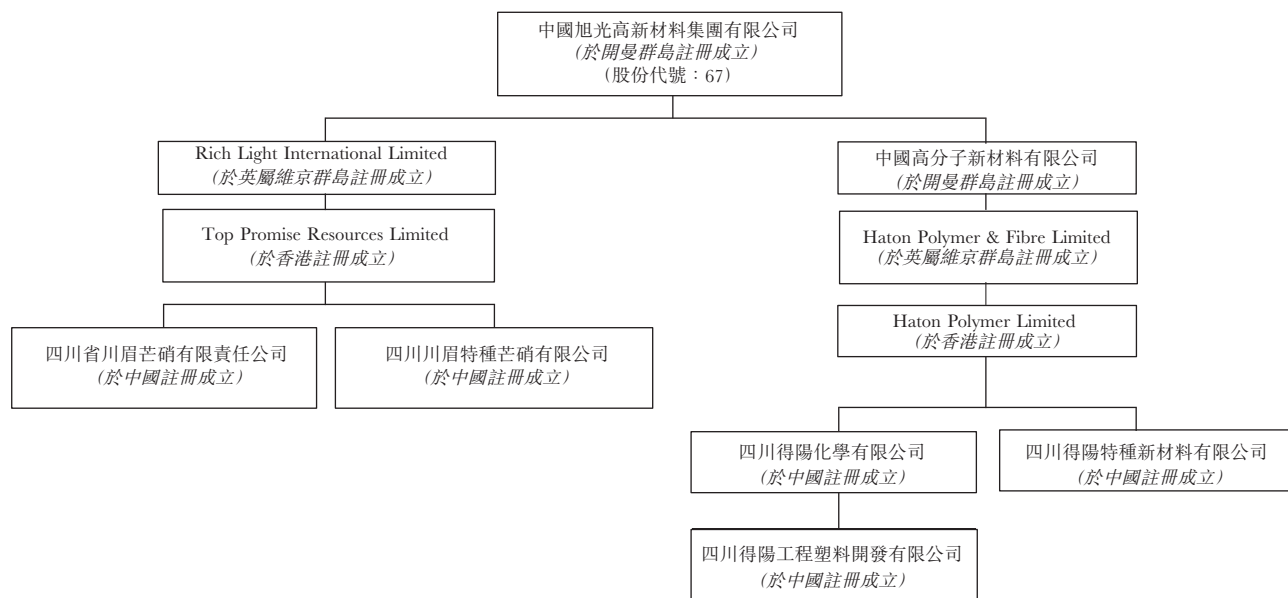 中國旭光高新材料集團有限公司
(於開曼群島註冊成立)
(股份代號：67)
Rich Light International Limited
(於英屬維京群島註冊成立)
中國高分子新材料有限公司
(於開曼群島註冊成立)
Top Promise Resources Limited
(於香港註冊成立)
Haton Polymer & Fibre Limited
(於英屬維京群島註冊成立)
Haton Polymer Limited
(於香港註冊成立)
四川省川眉芒硝有限責任公司
(於中國註冊成立)
四川川眉特種芒硝有限公司
(於中國註冊成立)
四川得陽化學有限公司
(於中國註冊成立)
四川得陽特種新材料有限公司
(於中國註冊成立)
四川得陽工程塑料開發有限公司
(於中國註冊成立)